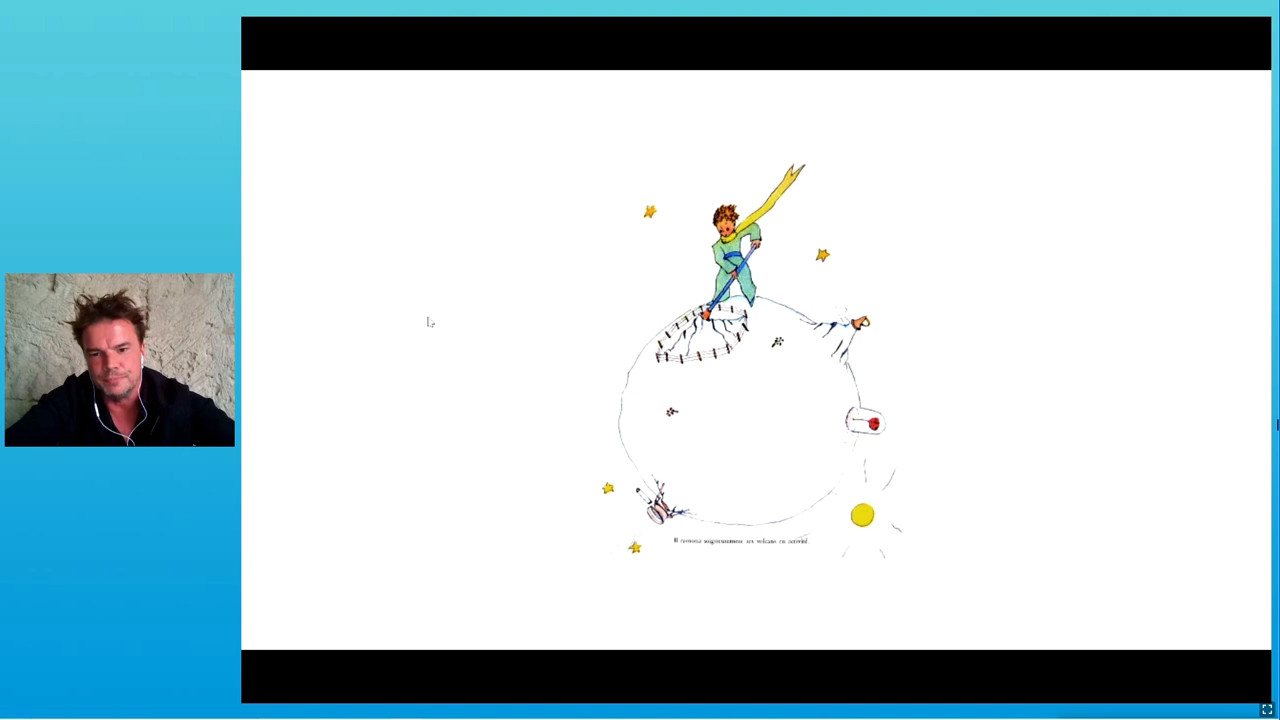 Il ramona soigneusement ses volcans en activité.